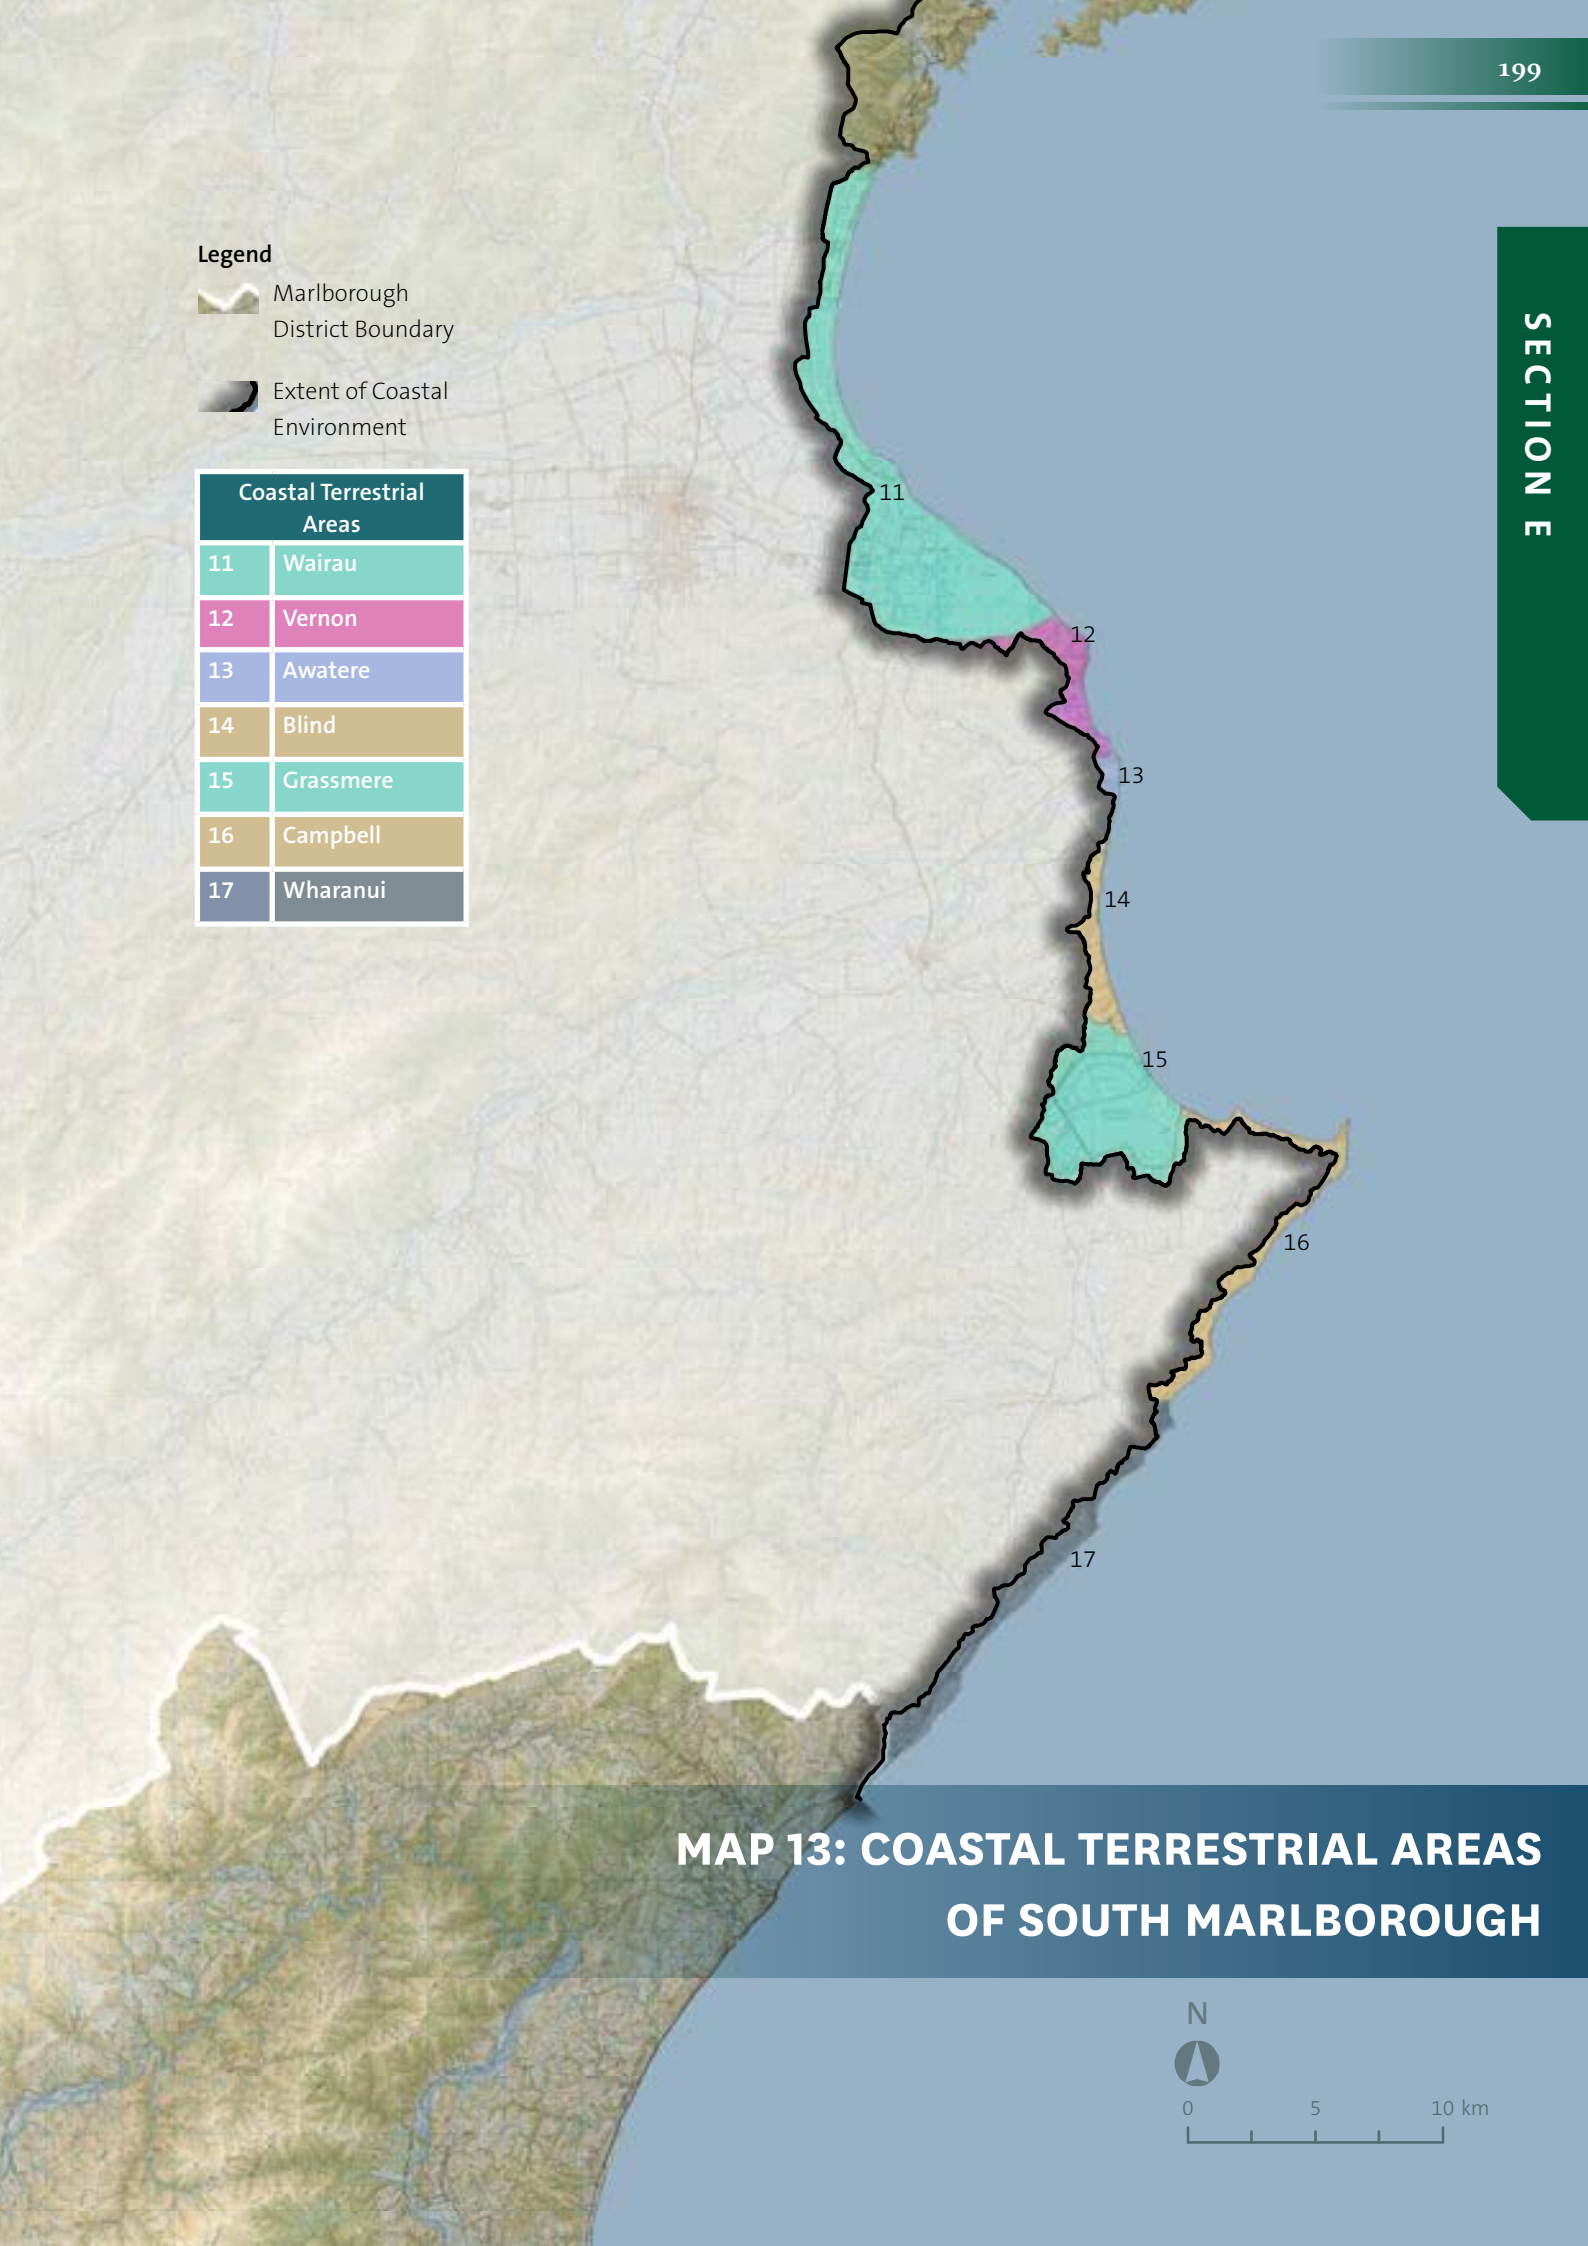 199
SECTION E
Legend
Marlborough
District Boundary
Extent of Coastal
Environment
Coastal Terrestrial
Areas
11 Wairau
12 Vernon
13 Awatere
14 Blind
15 Grassmere
16 Campbell
17 Wharanui
11
12
13
14
15
16
17
MAP 13: COASTAL TERRESTRIAL AREAS
OF SOUTH MARLBOROUGH
N
0 5 10 km